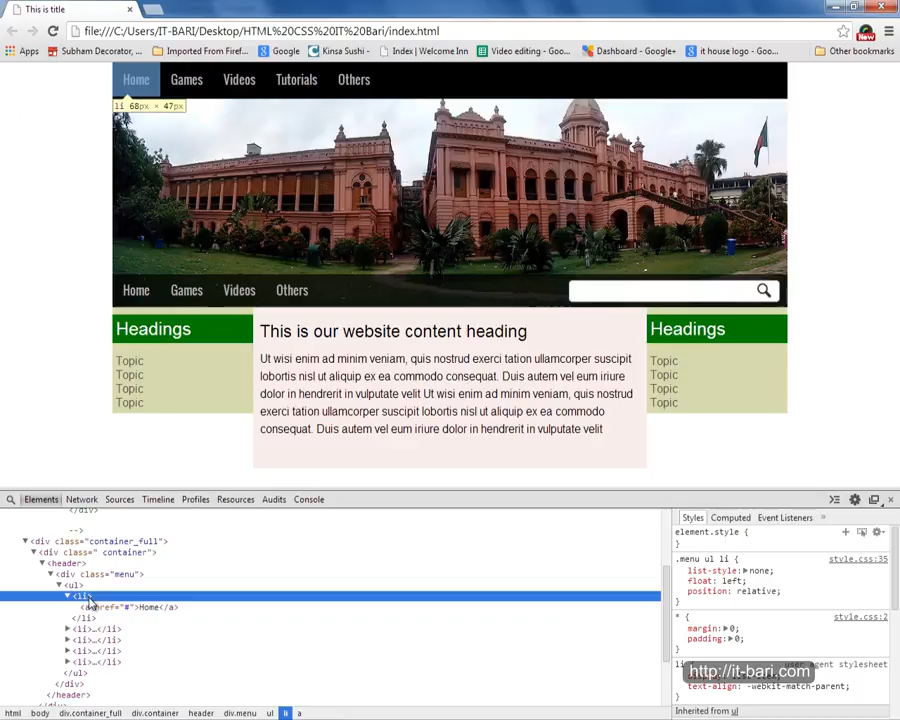 This is title
file:///C:/Users/IT-BARI/Desktop/HTML%20CSS%20IT%20Bari/index.html
Apps Subham Decorator, ... Imported From Firef... Google Kinsa Sushi - Index | Welcome Inn Video editing - Goo... Dashboard - Google+ it house logo - Goo... Other bookmarks
New
Home Games Videos Tutorials Others
li 68px × 47px
Home Games Videos Others
Headings
Topic
Topic
Topic
Topic
This is our website content heading
Ut wisi enim ad minim veniam, quis nostrud exerci tation ullamcorper suscipit
lobortis nisl ut aliquip ex ea commodo consequat. Duis autem vel eum iriure dolor
in hendrerit in vulputate velit Ut wisi enim ad minim veniam, quis nostrud
exerci tation ullamcorper suscipit lobortis nisl ut aliquip ex ea commodo
consequat. Duis autem vel eum iriure dolor in hendrerit in vulputate velit
Headings
Topic
Topic
Topic
Topic
Elements Network Sources Timeline Profiles Resources Audits Console
</div>
-->
<div class="container_full">
<div class=" container">
<header>
<div class="menu">
<ul>
<li>
<a href="#">Home</a>
</li>
<li>…</li>
<li>…</li>
<li>…</li>
<li>…</li>
</ul>
</div>
</header>
html body div.container_full div.container header div.menu ul li a
Styles Computed Event Listeners »
element.style {
}
.menu ul li { style.css:35
list-style: none;
float: left;
position: relative;
}
* { style.css:2
margin: 0;
padding: 0;
}
li user agent stylesheet
text-align: -webkit-match-parent;
}
Inherited from ul
http://it-bari.com